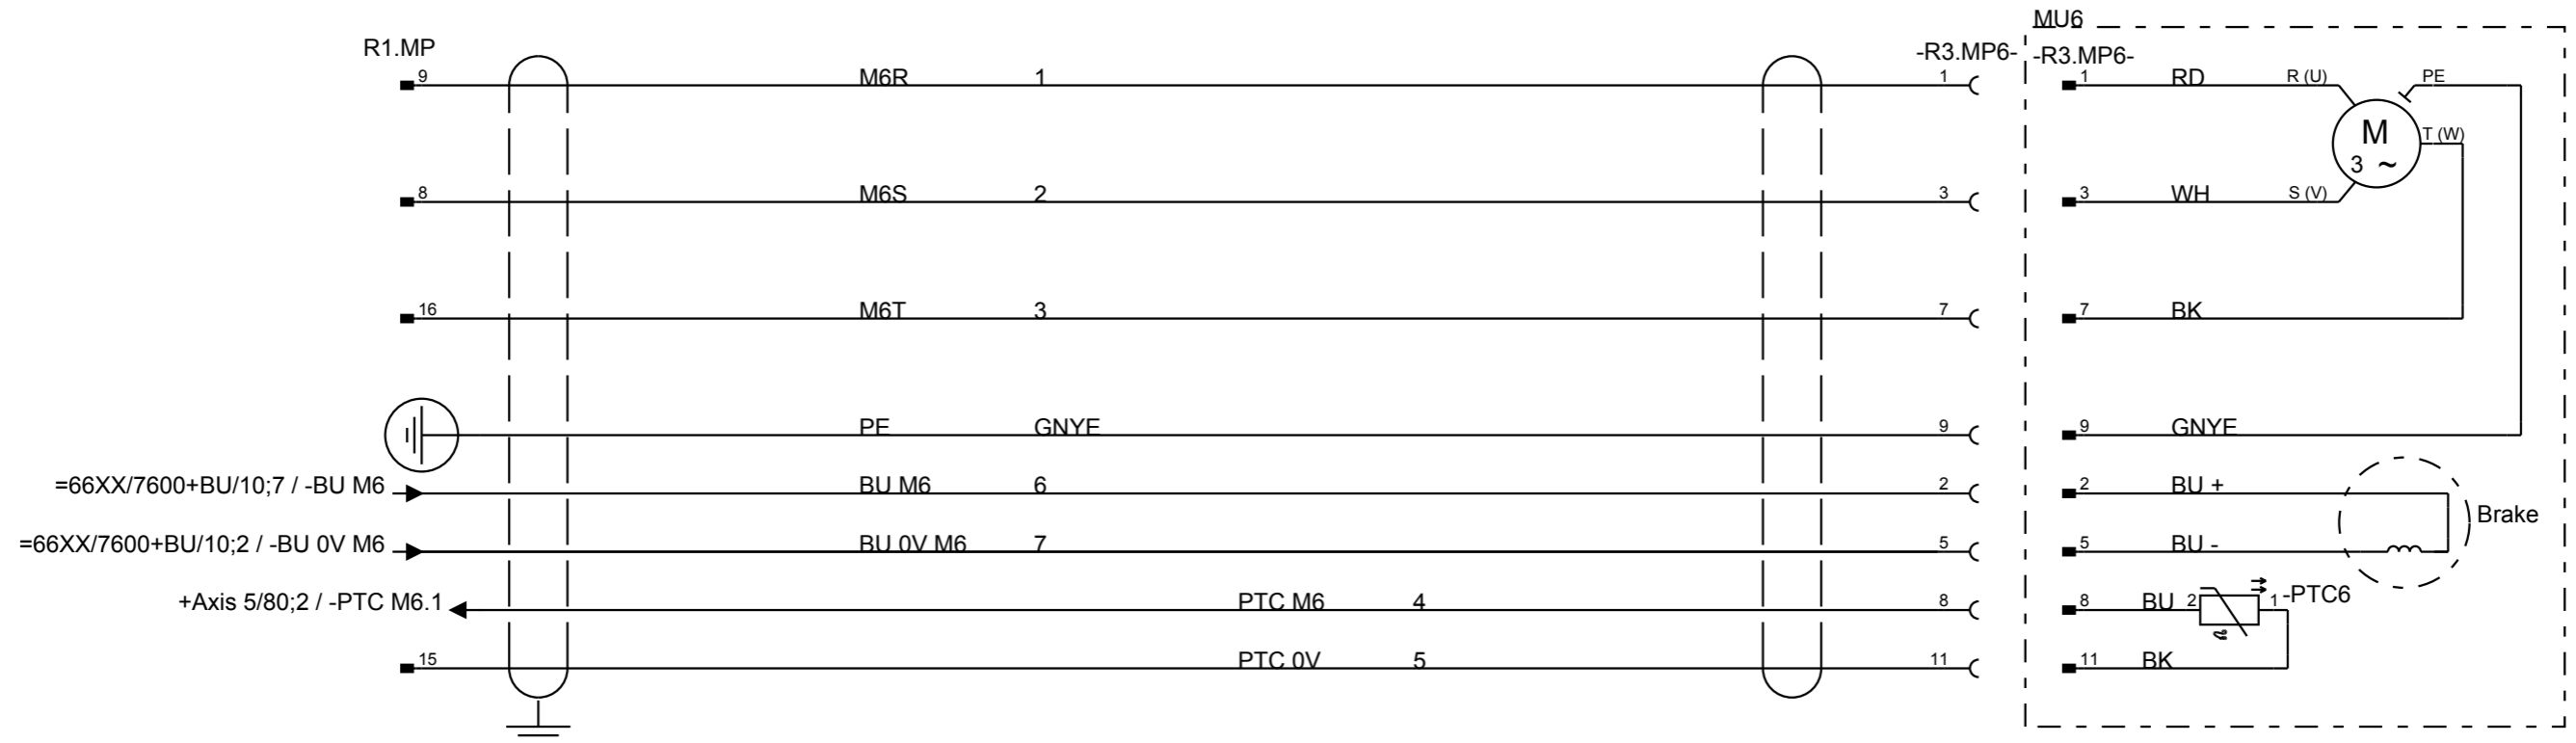 MU6
R1.MP -R3.MP6- -R3.MP6-
9 M6R 1 1 1 RD R (U) PE
M
3 ~
T (W)
8 M6S 2 3 3 WH S (V)
16 M6T 3 7 7 BK
PE GNYE 9 9 GNYE
=66XX/7600+BU/10;7 / -BU M6 BU M6 6 2 2 BU +
Brake
=66XX/7600+BU/10;2 / -BU 0V M6 BU 0V M6 7 5 5 BU -
+Axis 5/80;2 / -PTC M6.1 PTC M6 4 8 8 BU 2 1 -PTC6
15 PTC 0V 5 11 11 BK